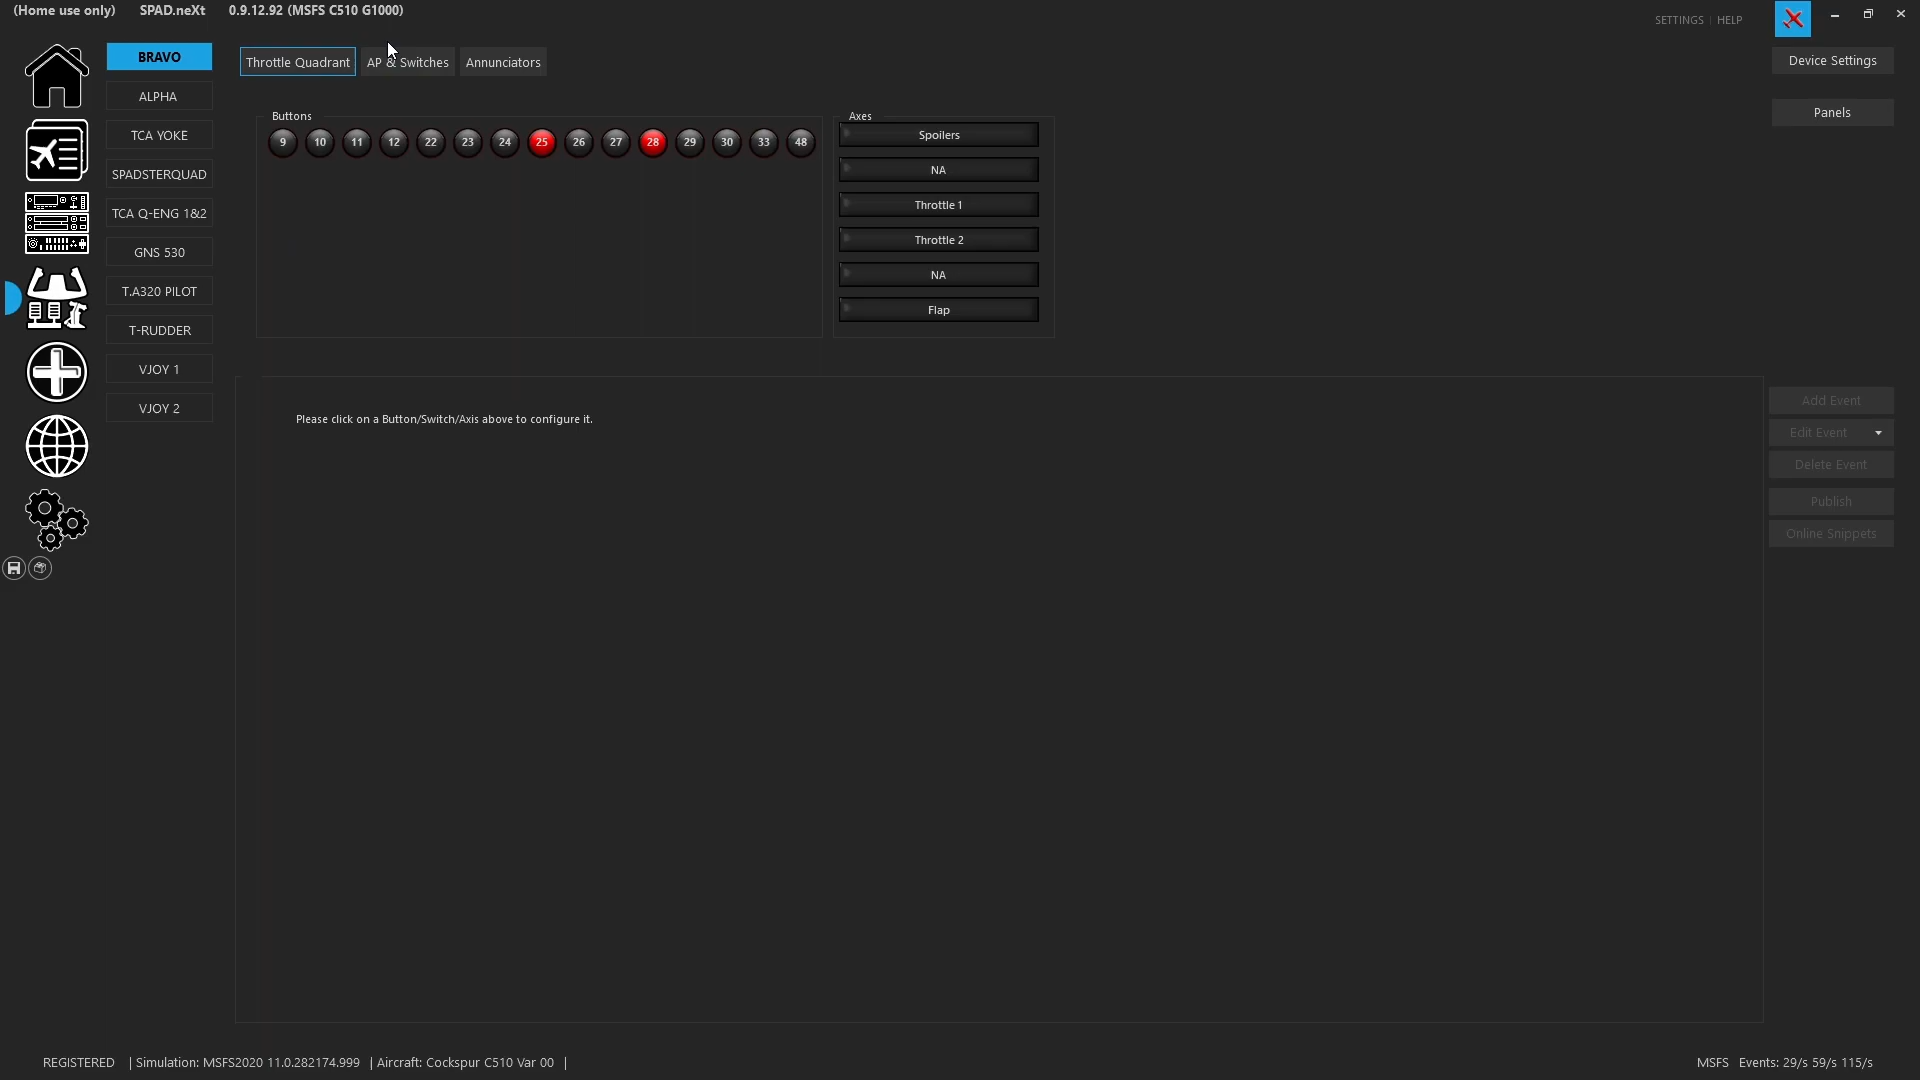 (Home use only) SPAD.neXt 0.9.12.92 (MSFS C510 G1000)
SETTINGS | HELP
BRAVO
ALPHA
TCA YOKE
SPADSTERQUAD
TCA Q-ENG 1&2
GNS 530
T.A320 PILOT
T-RUDDER
VJOY 1
VJOY 2
Throttle Quadrant AP & Switches Annunciators
Device Settings
Panels
Buttons
9 10 11 12 22 23 24 25 26 27 28 29 30 33 48
Axes
Spoilers
NA
Throttle 1
Throttle 2
NA
Flap
Please click on a Button/Switch/Axis above to configure it.
Add Event
Edit Event
Delete Event
Publish
Online Snippets
REGISTERED | Simulation: MSFS2020 11.0.282174.999 | Aircraft: Cockspur C510 Var 00 |
MSFS Events: 29/s 59/s 115/s